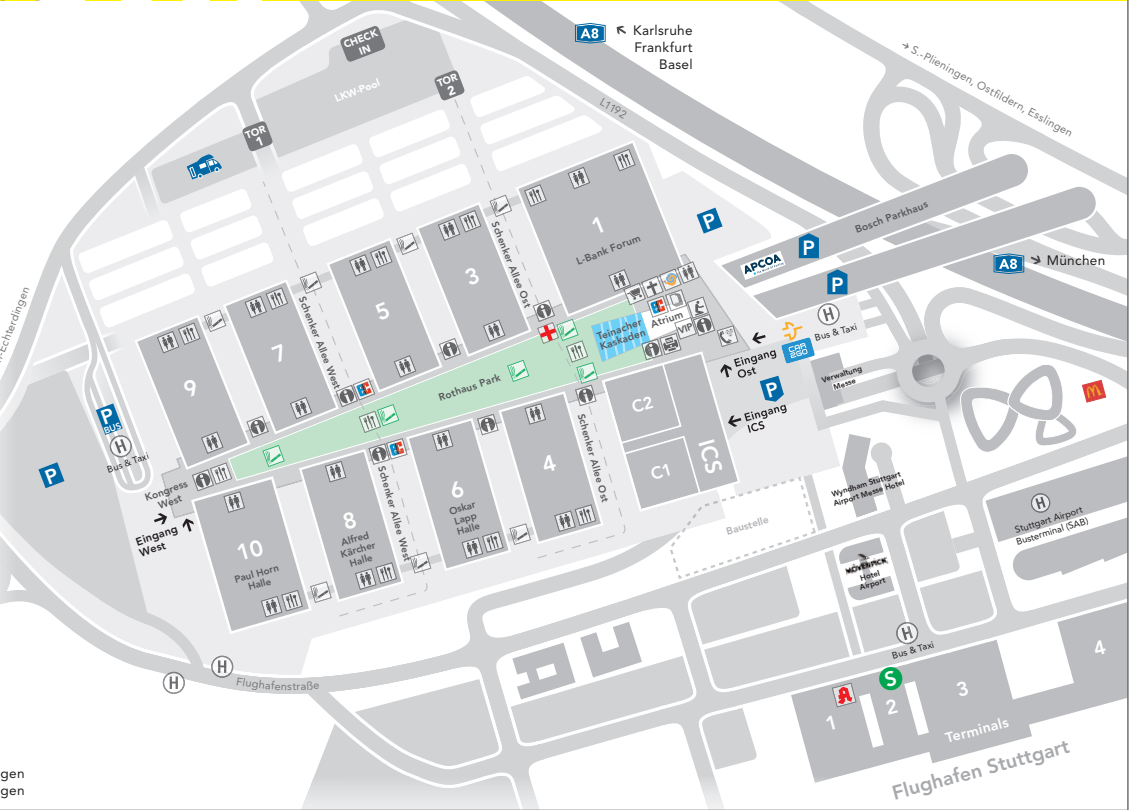 CHECK
IN
A8
Karlsruhe
Frankfurt
Basel
S.-Plieningen, Ostfildern, Esslingen
LKW-Pool
TOR
2
L1192
TOR
1
1
L-Bank Forum
P
Bosch Parkhaus
P
APCOA
P
A8
München
3
Schenker Allee Ost
5
Schenker Allee West
7
9
-Echterdingen
Teinacher
Kaskaden
Atrium
VIP
H
Bus & Taxi
CAR
2GO
Eingang
Ost
Rothaus Park
P
Eingang
ICS
Verwaltung
Messe
C2
C1
ICS
P
BUS
H
Bus & Taxi
P
Kongress
West
Eingang
West
4
Schenker Allee Ost
6
Oskar
Lapp
Halle
Schenker Allee West
8
Alfred
Kärcher
Halle
10
Paul Horn
Halle
Baustelle
Wyndham Stuttgart
Airport Messe Hotel
H
Stuttgart Airport
Busterminal (SAB)
MÖVENPICK
Hotel
Airport
H
Bus & Taxi
S
H
H
Flughafenstraße
1
2
3
4
Terminals
Flughafen Stuttgart
gen
gen